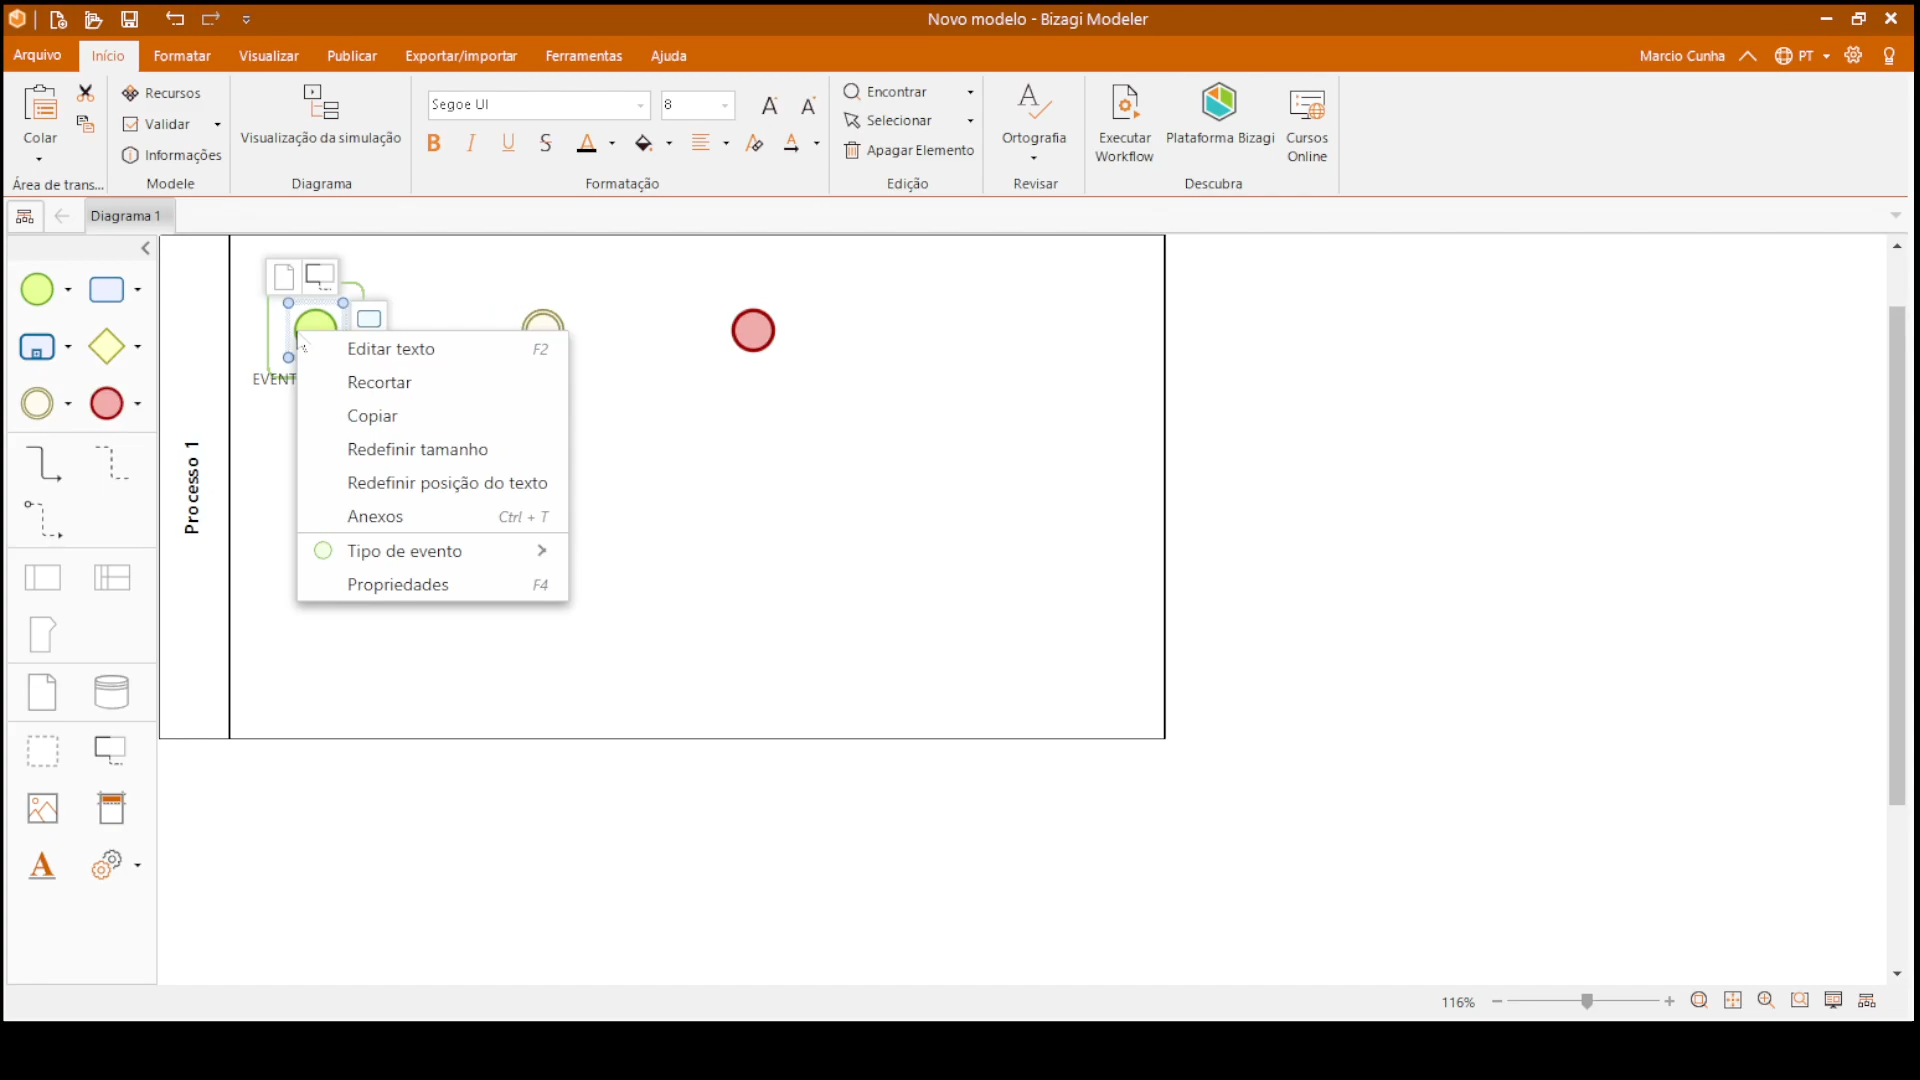 Novo modelo - Bizagi Modeler
Arquivo Início Formatar Visualizar Publicar Exportar/importar Ferramentas Ajuda Marcio Cunha PT
Colar
Área de trans...
Recursos
Validar
Informações
Modele
Visualização da simulação
Diagrama
Segoe UI 8
Formatação
Encontrar
Selecionar
Apagar Elemento
Edição
Ortografia
Revisar
Executar
Workflow
Plataforma Bizagi
Cursos
Online
Descubra
Diagrama 1
Processo 1
EVENT
Editar texto F2
Recortar
Copiar
Redefinir tamanho
Redefinir posição do texto
Anexos Ctrl + T
Tipo de evento
Propriedades F4
116%